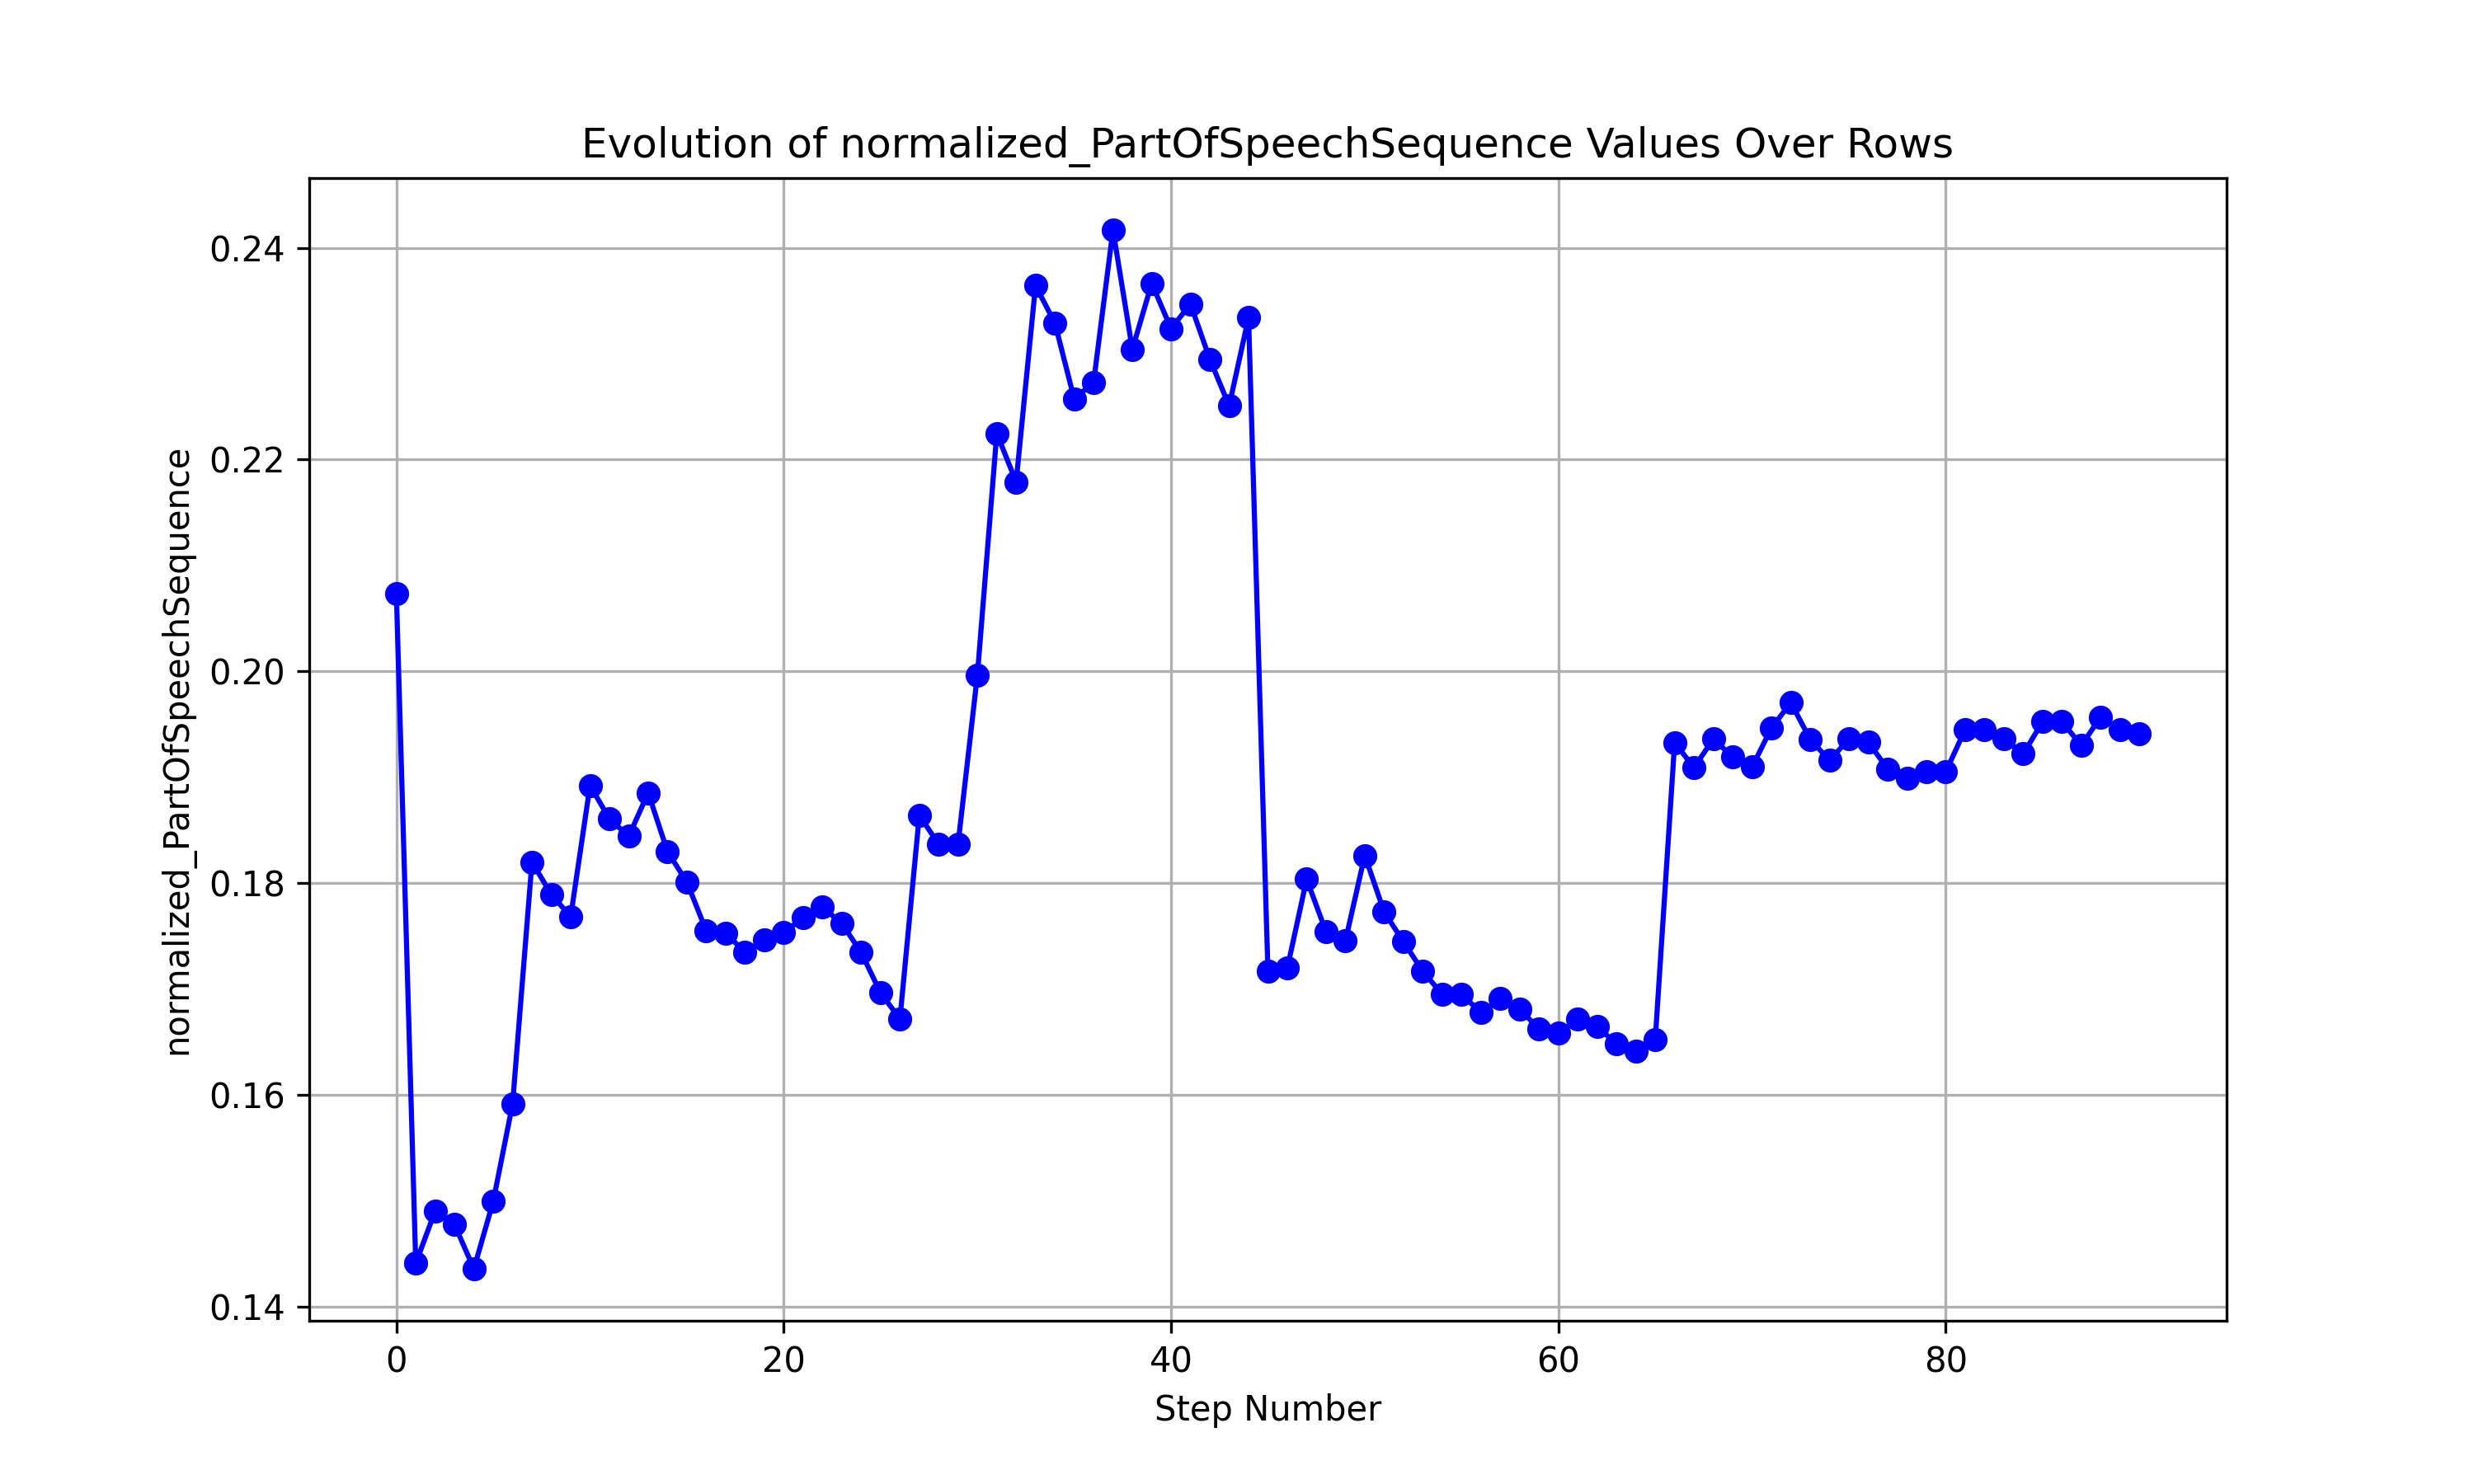 Evolution of normalized_PartOfSpeechSequence Values Over Rows
normalized_PartOfSpeechSequence
0.24
0.22
0.20
0.18
0.16
0.14
0 20 40 60 80
Step Number